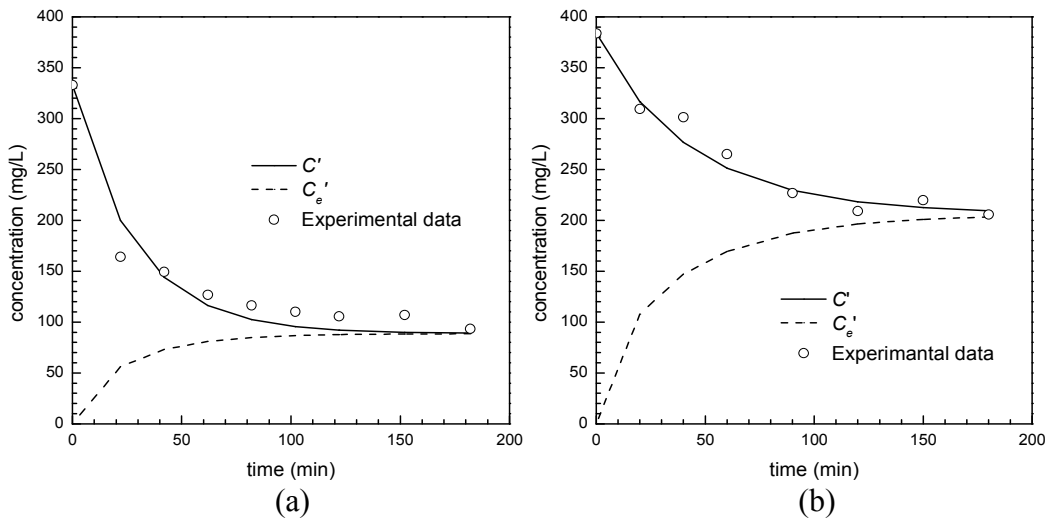 400
350
300
250
200
150
100
50
0
concentration (mg/L)
C'
Ce'
Experimental data
0 50 100 150 200
time (min)
(a)
400
350
300
250
200
150
100
50
0
concentration (mg/L)
C'
Ce'
Experimantal data
0 50 100 150 200
time (min)
(b)